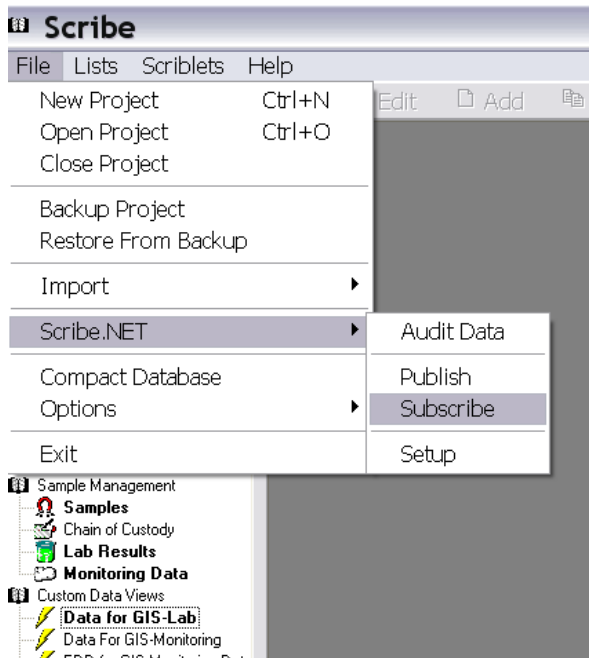 Scribe
File Lists Scriblets Help
Edit Add
New Project Ctrl+N
Open Project Ctrl+O
Close Project
Backup Project
Restore From Backup
Import
Scribe.NET
Audit Data
Compact Database
Publish
Options
Subscribe
Exit
Setup
Sample Management
Samples
Chain of Custody
Lab Results
Monitoring Data
Custom Data Views
Data for GIS-Lab
Data For GIS-Monitoring